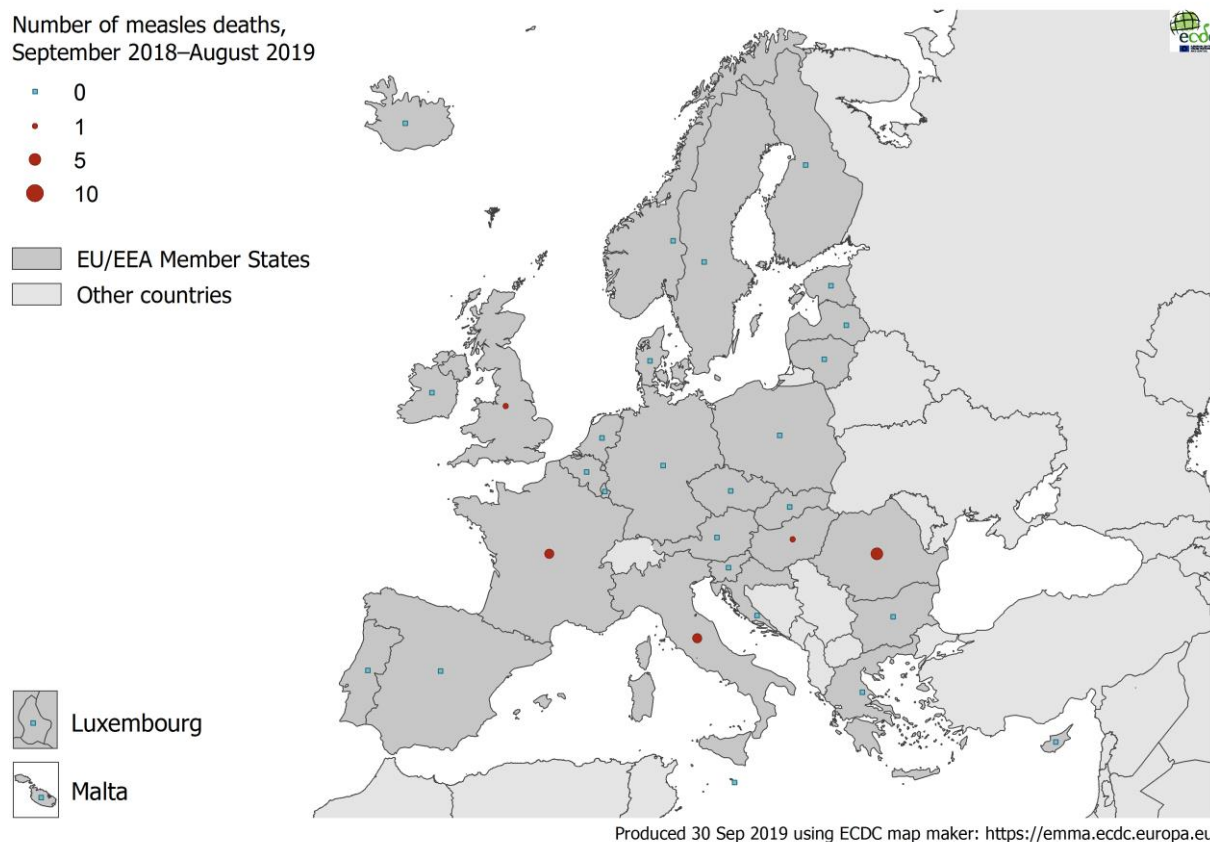 Number of measles deaths,
September 2018–August 2019
0
1
5
10
EU/EEA Member States
Other countries
Luxembourg
Malta
ecdc
Produced 30 Sep 2019 using ECDC map maker: https://emma.ecdc.europa.eu